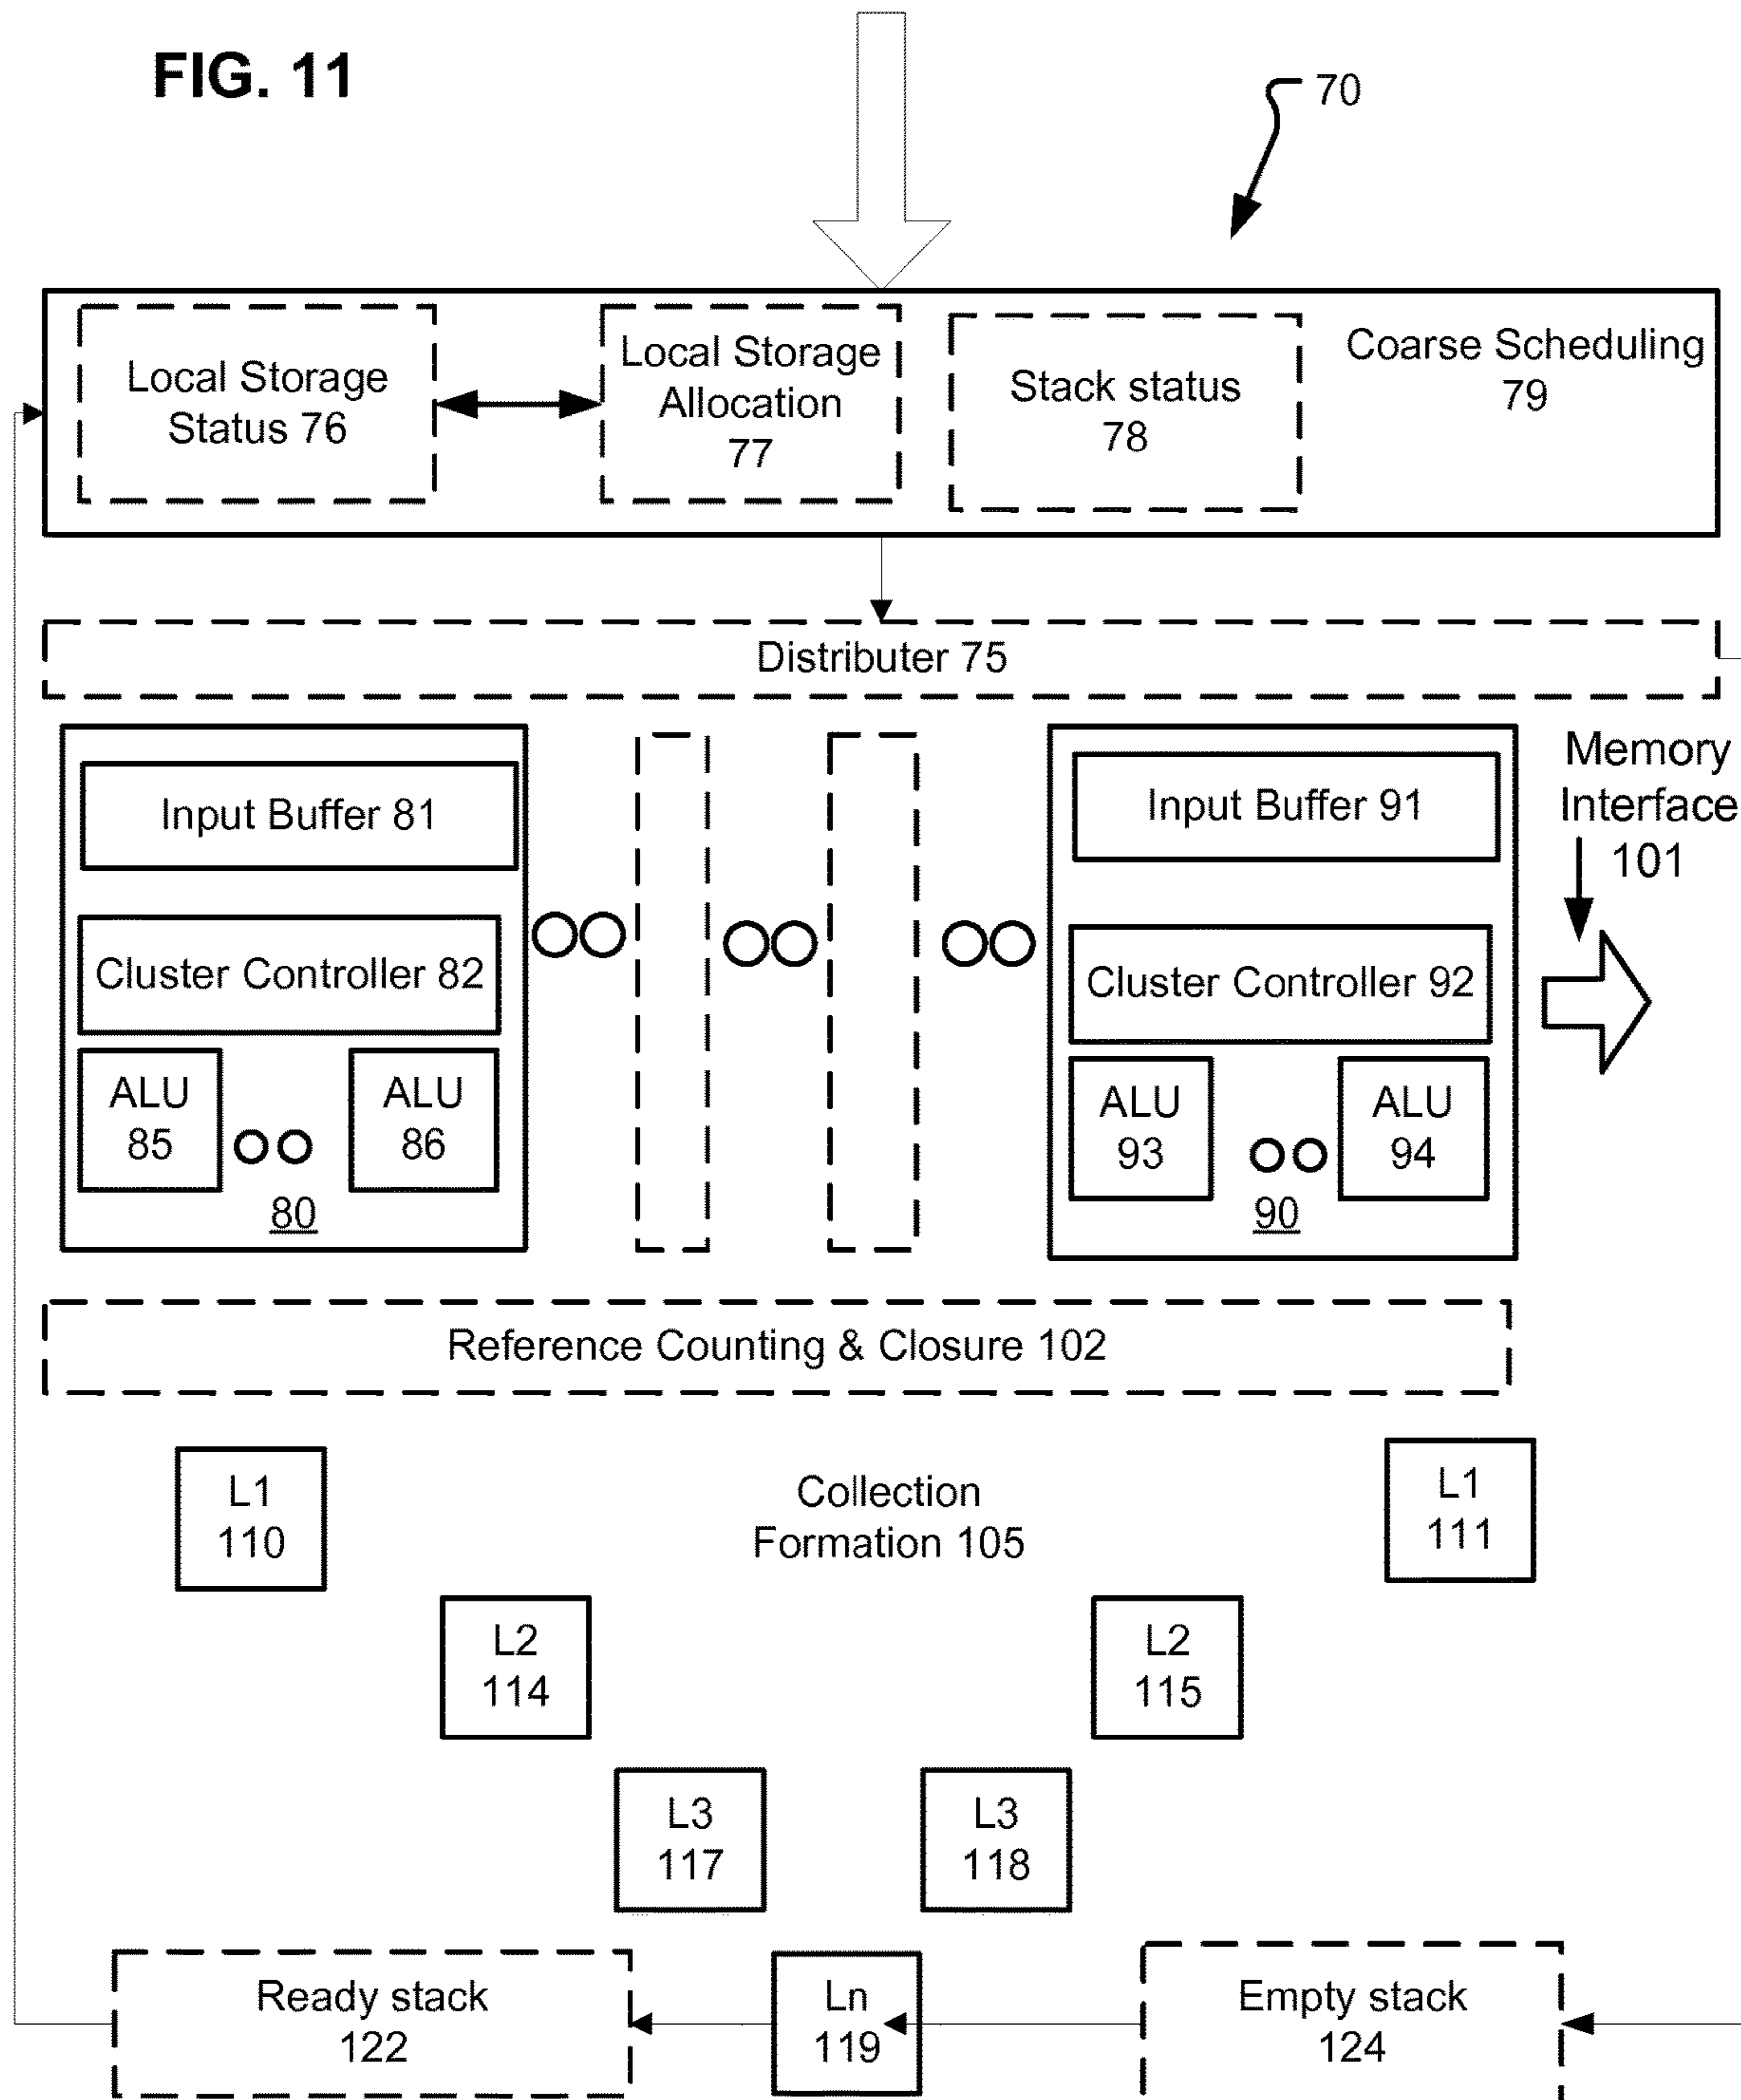 FIG. 11
70
Local Storage
Status 76
Local Storage
Allocation
77
Stack status
78
Coarse Scheduling
79
Distributer 75
Input Buffer 81
Cluster Controller 82
ALU
85
ALU
86
80
Input Buffer 91
Cluster Controller 92
ALU
93
ALU
94
90
Memory
Interface
101
Reference Counting & Closure 102
Collection
Formation 105
L1
110
L1
111
L2
114
L2
115
L3
117
L3
118
Ready stack
122
Ln
119
Empty stack
124